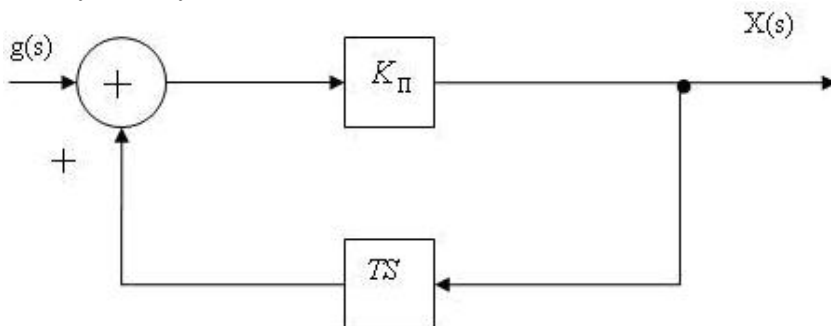 X(s)
g(s)
+
K_П
+
TS